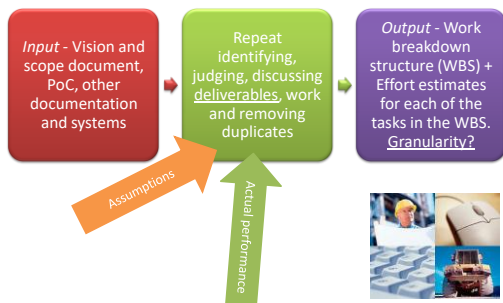 Input - Vision and
scope document,
PoC, other
documentation
and systems
Repeat
identifying,
judging, discussing
deliverables, work
and removing
duplicates
Output - Work
breakdown
structure (WBS) +
Effort estimates
for each of the
tasks in the WBS.
Granularity?
Assumptions
Actual performance